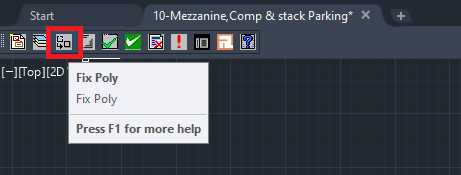 Start
10-Mezzanine,Comp & stack Parking*
[−][Top][2D
Fix Poly
Fix Poly
Press F1 for more help